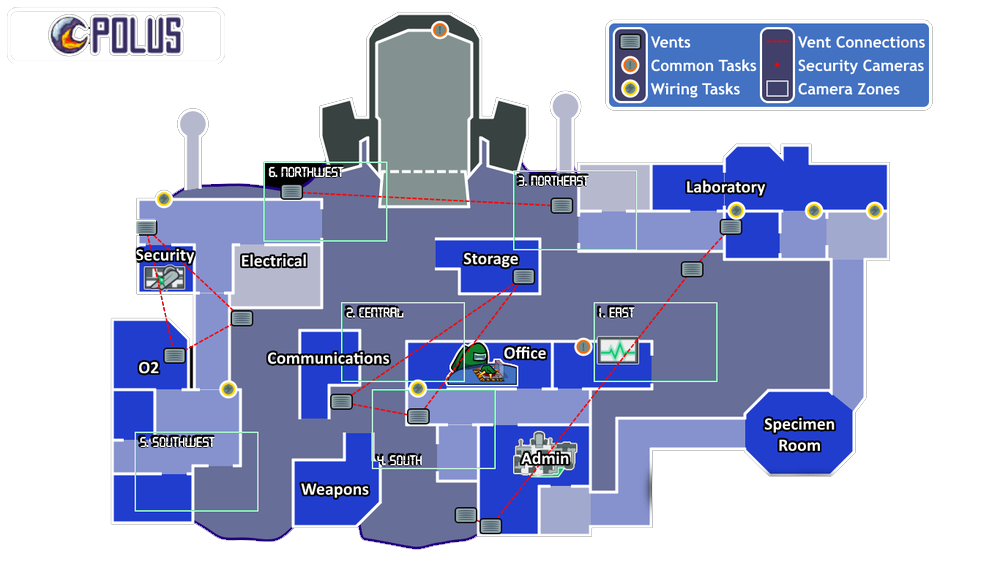 POLUS
Vents
Common Tasks
Wiring Tasks
Vent Connections
Security Cameras
Camera Zones
6. NORTHWEST
3. NORTHEAST
Laboratory
Security
Electrical
Storage
2. CENTRAL
1. EAST
O2
Communications
Office
5. SOUTHWEST
4. SOUTH
Admin
Specimen
Room
Weapons